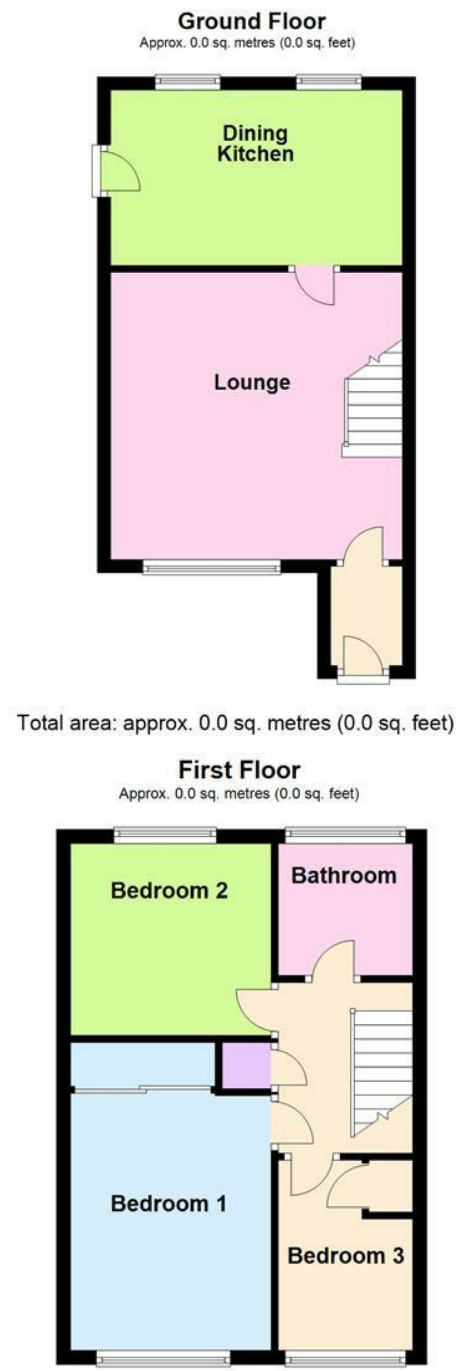 Ground Floor
Approx. 0.0 sq. metres (0.0 sq. feet)
Dining
Kitchen
Lounge
Total area: approx. 0.0 sq. metres (0.0 sq. feet)
First Floor
Approx. 0.0 sq. metres (0.0 sq. feet)
Bedroom 2
Bathroom
Bedroom 1
Bedroom 3